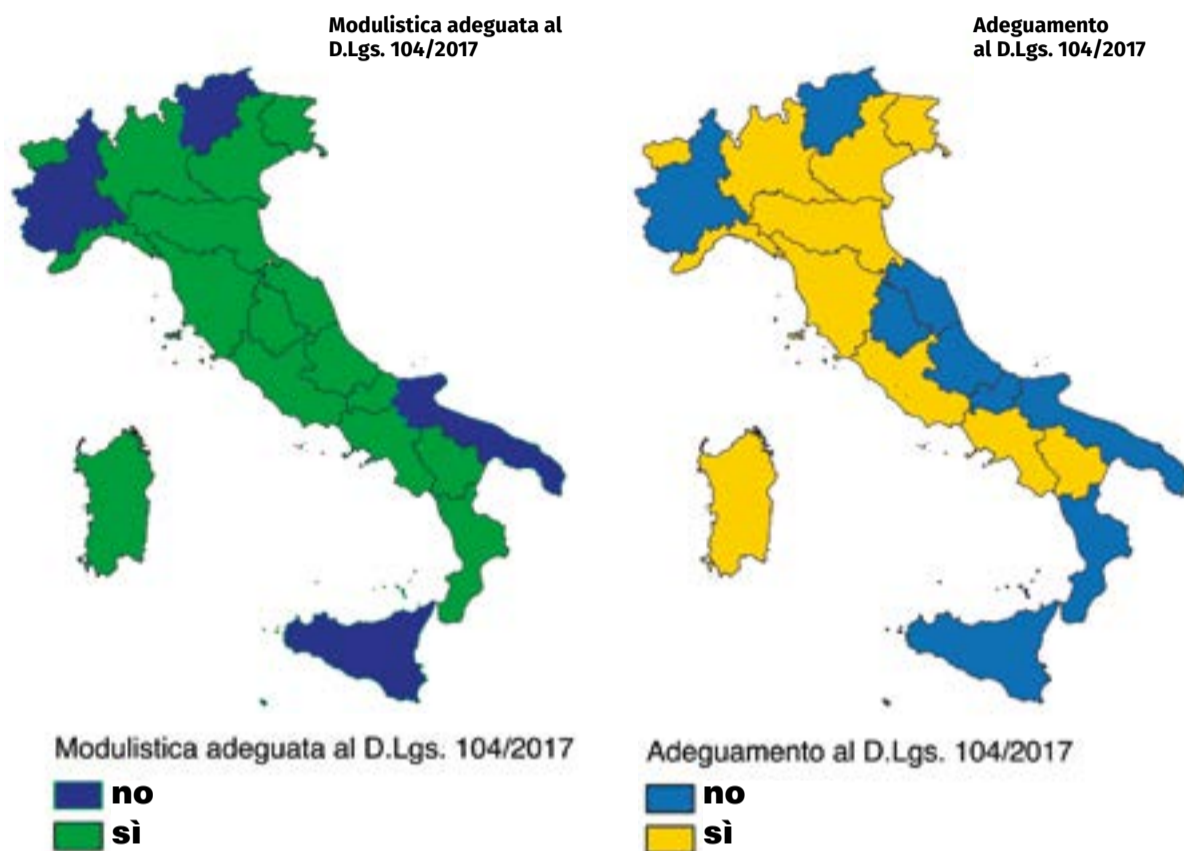 Modulistica adeguata al
D.Lgs. 104/2017
Adeguamento
al D.Lgs. 104/2017
Modulistica adeguata al D.Lgs. 104/2017
no
sì
Adeguamento al D.Lgs. 104/2017
no
sì